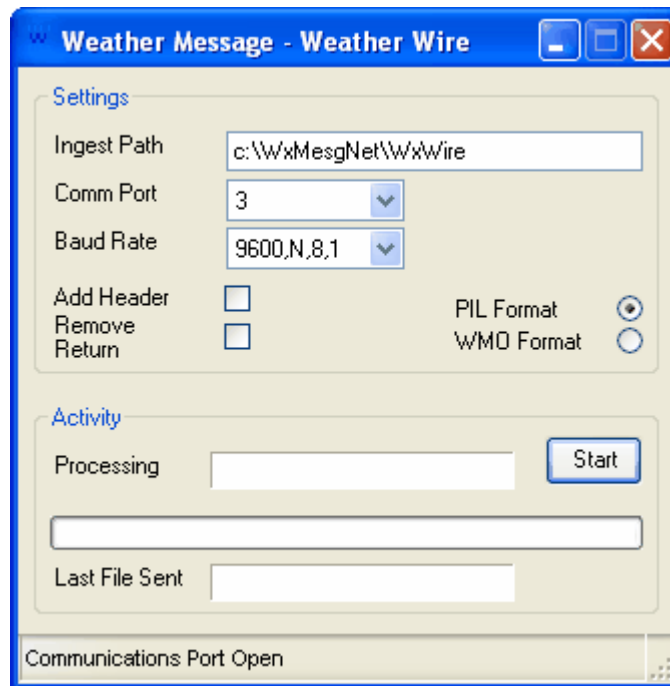 Weather Message - Weather Wire
Settings
Ingest Path
c:\WxMesgNet\WxWire
Comm Port
3
Baud Rate
9600,N,8,1
Add Header
Remove
Return
PIL Format
WMO Format
Activity
Processing
Start
Last File Sent
Communications Port Open